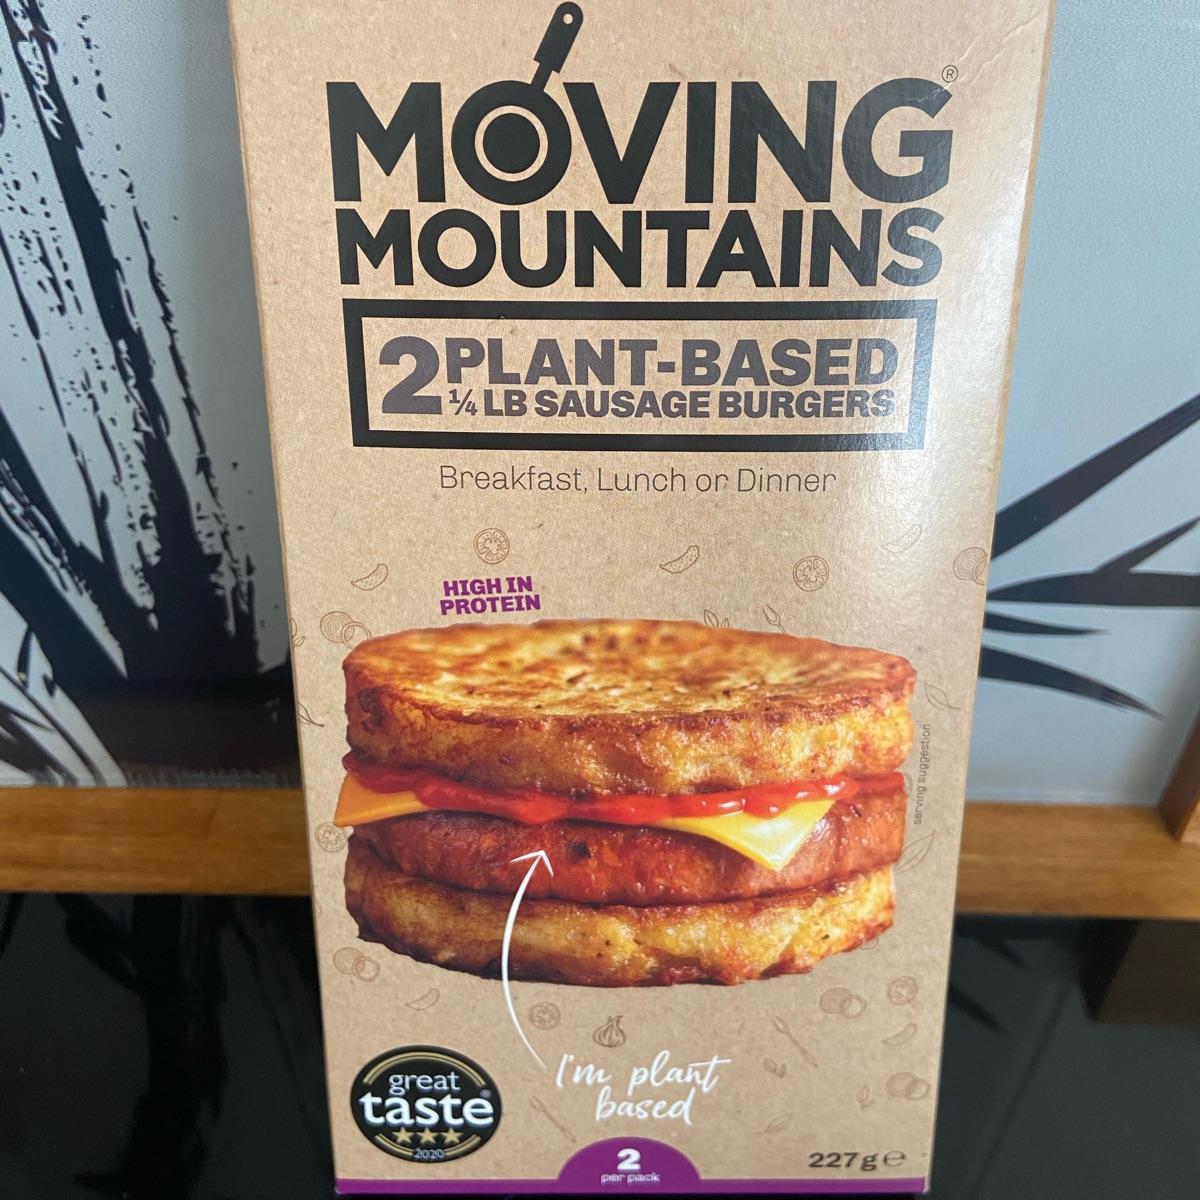 MOVING®
MOUNTAINS
2 PLANT-BASED
¼ LB SAUSAGE BURGERS
Breakfast, Lunch or Dinner
HIGH IN
PROTEIN
serving suggestion
I'm plant
based
great
taste®
2020
2
per pack
227g e